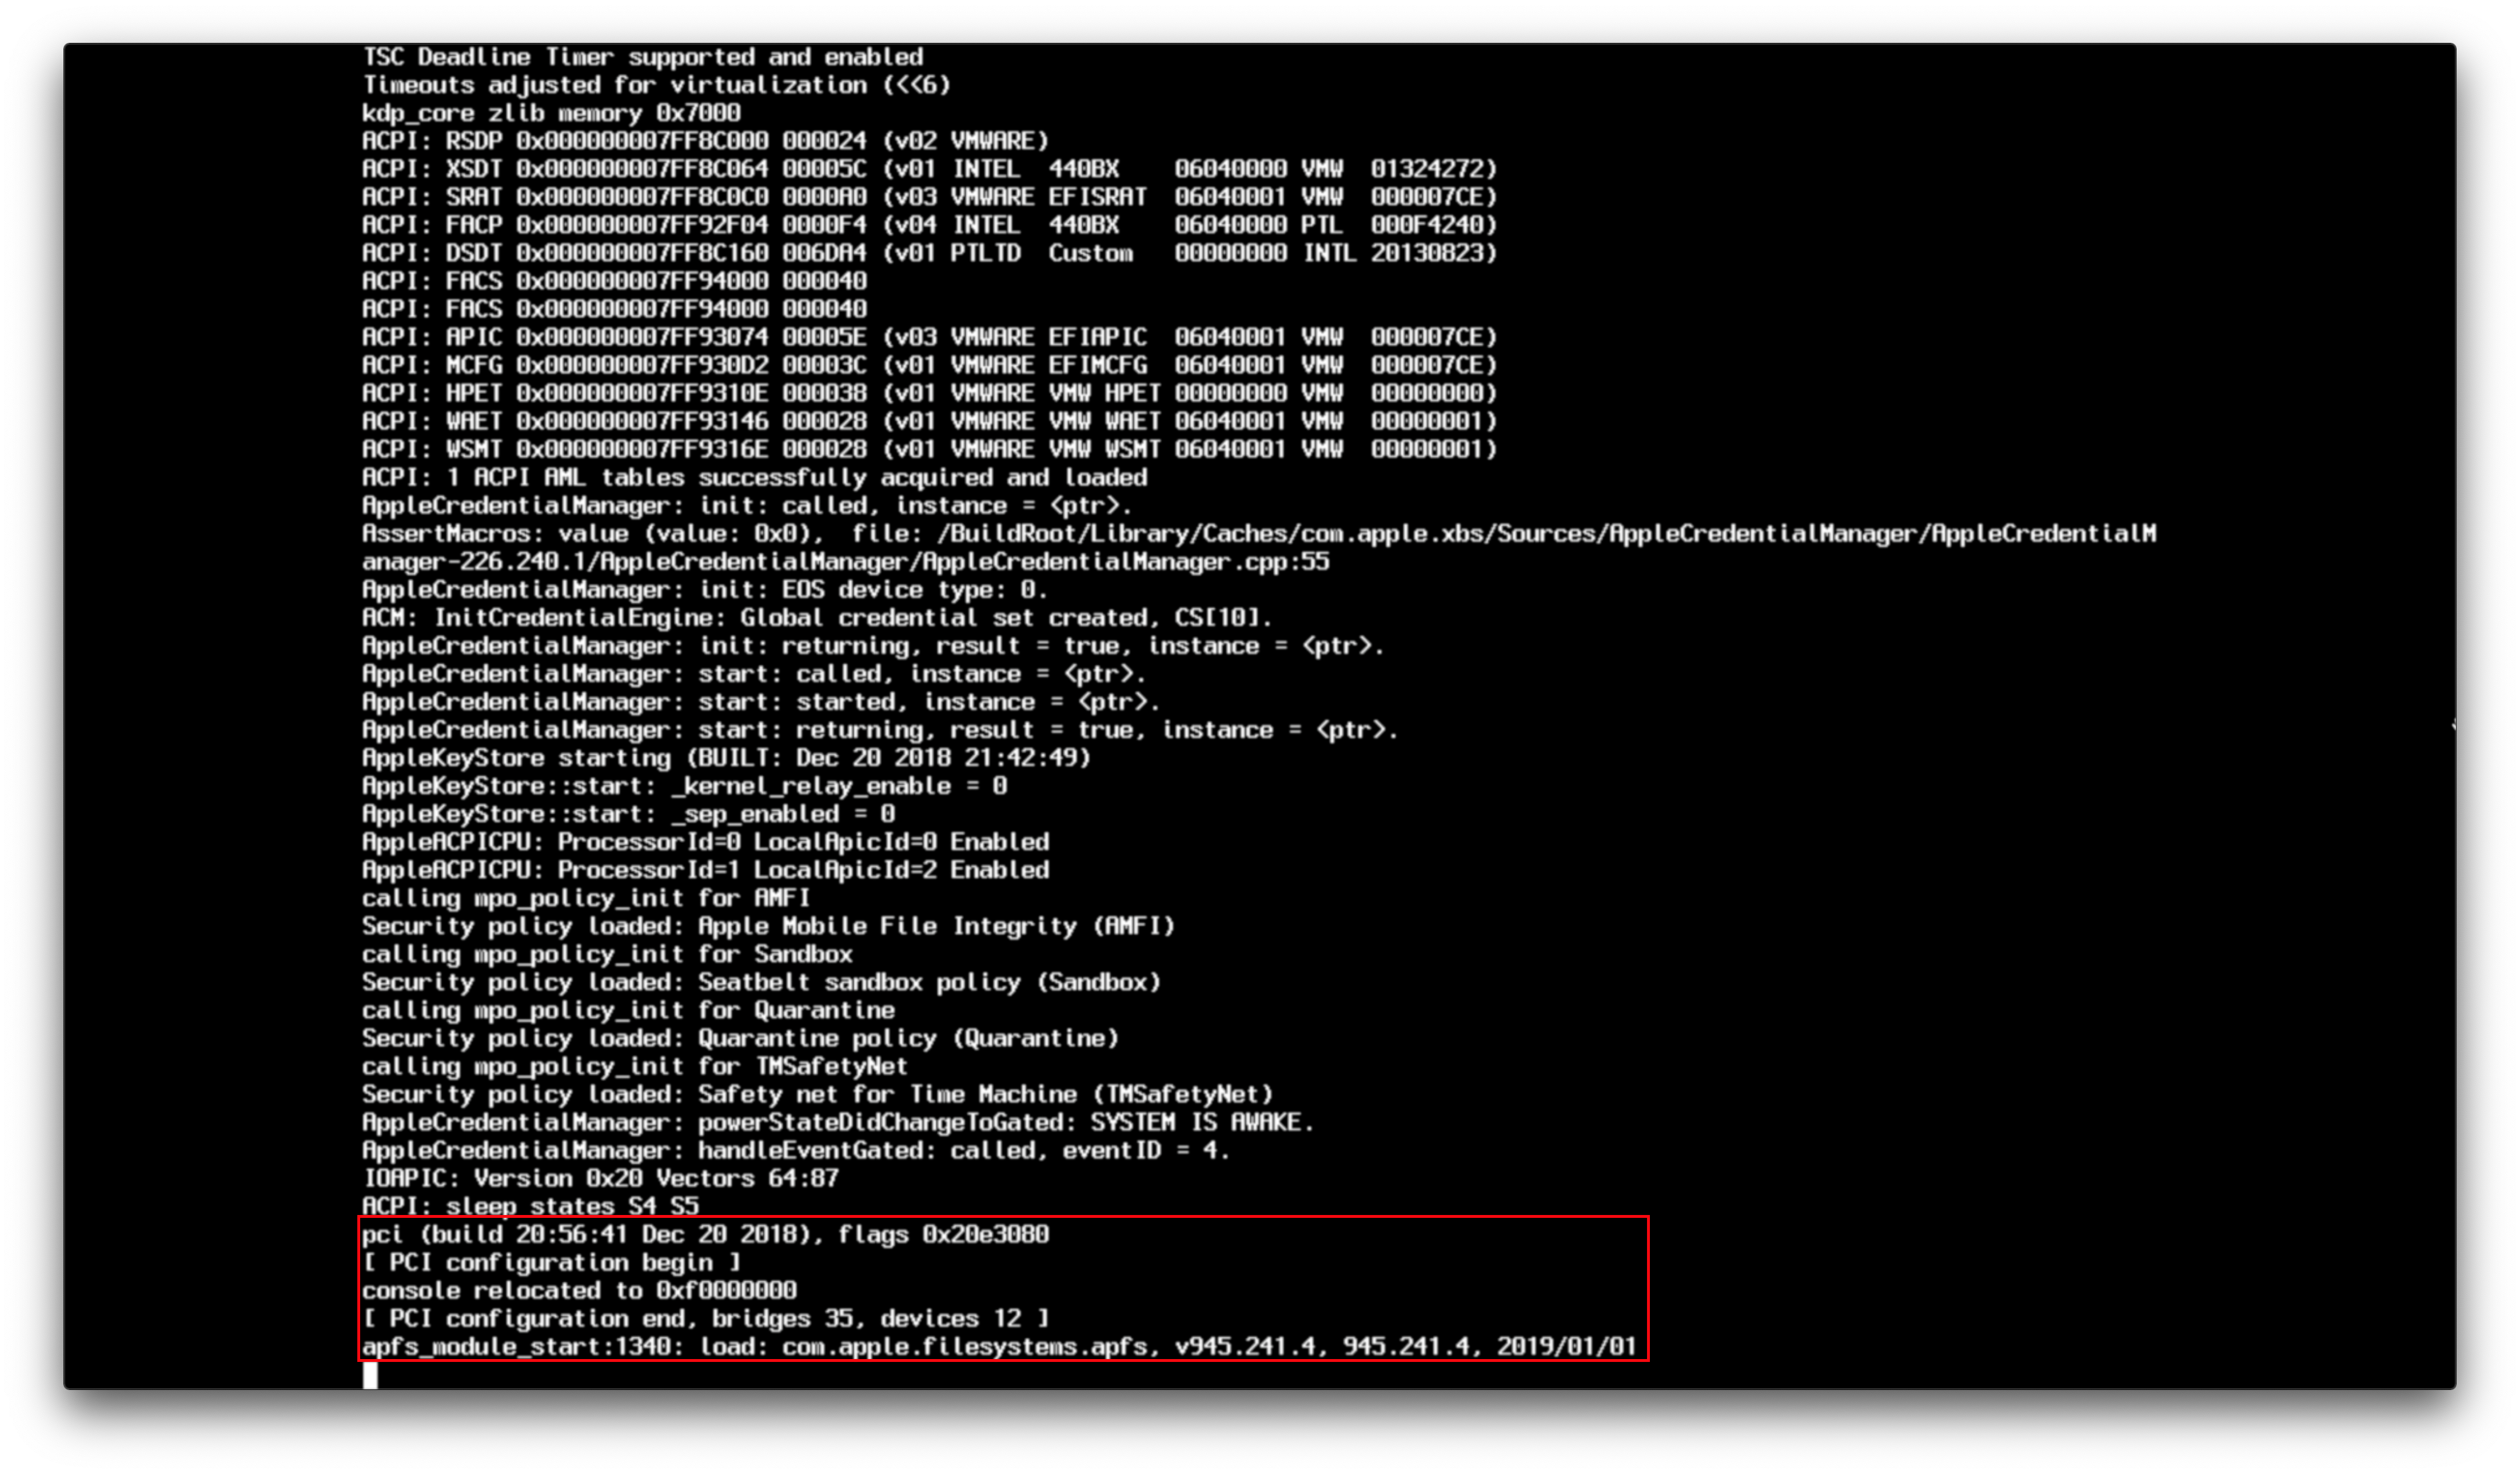 TSC Deadline Timer supported and enabled
Timeouts adjusted for virtualization (<<6)
kdp_core zlib memory 0x7000
ACPI: RSDP 0x000000007FF8C000 000024 (v02 VMWARE)
ACPI: XSDT 0x000000007FF8C064 00005C (v01 INTEL  440BX    06040000 VMW  01324272)
ACPI: SRAT 0x000000007FF8C0C0 0000A0 (v03 VMWARE EFISRAT  06040001 VMW  000007CE)
ACPI: FACP 0x000000007FF92F04 0000F4 (v04 INTEL  440BX    06040000 PTL  000F4240)
ACPI: DSDT 0x000000007FF8C160 006DA4 (v01 PTLTD  Custom   00000000 INTL 20130823)
ACPI: FACS 0x000000007FF94000 000040
ACPI: FACS 0x000000007FF94000 000040
ACPI: APIC 0x000000007FF93074 00005E (v03 VMWARE EFIAPIC  06040001 VMW  000007CE)
ACPI: MCFG 0x000000007FF930D2 00003C (v01 VMWARE EFIMCFG  06040001 VMW  000007CE)
ACPI: HPET 0x000000007FF9310E 000038 (v01 VMWARE VMW HPET 00000000 VMW  00000000)
ACPI: WAET 0x000000007FF93146 000028 (v01 VMWARE VMW WAET 06040001 VMW  00000001)
ACPI: WSMT 0x000000007FF9316E 000028 (v01 VMWARE VMW WSMT 06040001 VMW  00000001)
ACPI: 1 ACPI AML tables successfully acquired and loaded
AppleCredentialManager: init: called, instance = <ptr>.
AssertMacros: value (value: 0x0),  file: /BuildRoot/Library/Caches/com.apple.xbs/Sources/AppleCredentialManager/AppleCredentialM
anager-226.240.1/AppleCredentialManager/AppleCredentialManager.cpp:55
AppleCredentialManager: init: EOS device type: 0.
ACM: InitCredentialEngine: Global credential set created, CS[10].
AppleCredentialManager: init: returning, result = true, instance = <ptr>.
AppleCredentialManager: start: called, instance = <ptr>.
AppleCredentialManager: start: started, instance = <ptr>.
AppleCredentialManager: start: returning, result = true, instance = <ptr>.
AppleKeyStore starting (BUILT: Dec 20 2018 21:42:49)
AppleKeyStore::start: _kernel_relay_enable = 0
AppleKeyStore::start: _sep_enabled = 0
AppleACPICPU: ProcessorId=0 LocalApicId=0 Enabled
AppleACPICPU: ProcessorId=1 LocalApicId=2 Enabled
calling mpo_policy_init for AMFI
Security policy loaded: Apple Mobile File Integrity (AMFI)
calling mpo_policy_init for Sandbox
Security policy loaded: Seatbelt sandbox policy (Sandbox)
calling mpo_policy_init for Quarantine
Security policy loaded: Quarantine policy (Quarantine)
calling mpo_policy_init for TMSafetyNet
Security policy loaded: Safety net for Time Machine (TMSafetyNet)
AppleCredentialManager: powerStateDidChangeToGated: SYSTEM IS AWAKE.
AppleCredentialManager: handleEventGated: called, eventID = 4.
IOAPIC: Version 0x20 Vectors 64:87
ACPI: sleep states S4 S5
pci (build 20:56:41 Dec 20 2018), flags 0x20e3080
[ PCI configuration begin ]
console relocated to 0xf0000000
[ PCI configuration end, bridges 35, devices 12 ]
apfs_module_start:1340: load: com.apple.filesystems.apfs, v945.241.4, 945.241.4, 2019/01/01